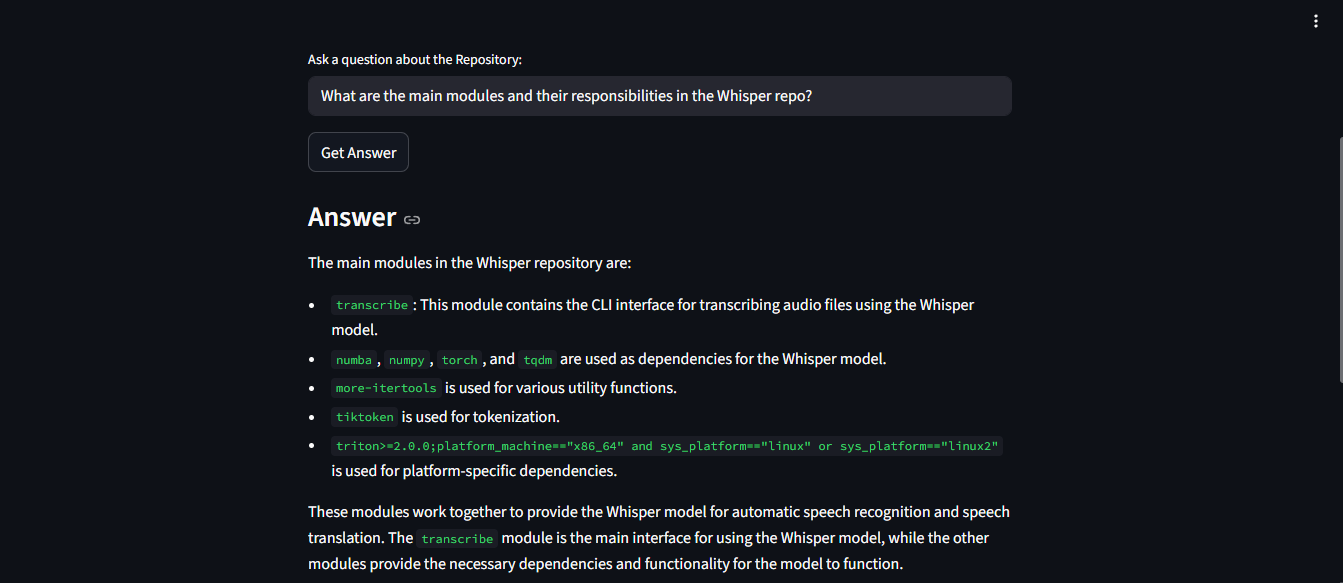 Ask a question about the Repository:
What are the main modules and their responsibilities in the Whisper repo?
Get Answer
Answer
The main modules in the Whisper repository are:
• transcribe : This module contains the CLI interface for transcribing audio files using the Whisper
model.
• numba , numpy , torch , and tqdm are used as dependencies for the Whisper model.
• more-itertools is used for various utility functions.
• tiktoken is used for tokenization.
• triton>=2.0.0;platform_machine=="x86_64" and sys_platform=="linux" or sys_platform=="linux2"
is used for platform-specific dependencies.
These modules work together to provide the Whisper model for automatic speech recognition and speech
translation. The transcribe module is the main interface for using the Whisper model, while the other
modules provide the necessary dependencies and functionality for the model to function.